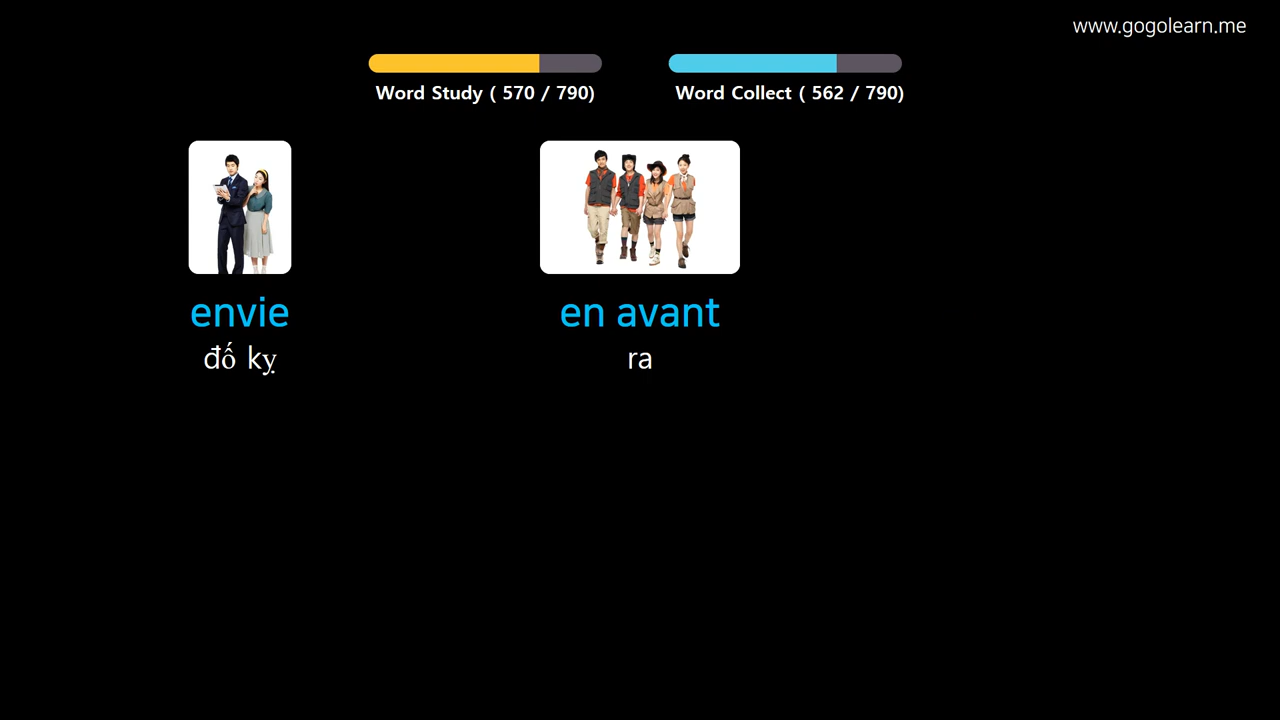 www.gogolearn.me
Word Study ( 570 / 790)
Word Collect ( 562 / 790)
envie
đố kỵ
en avant
ra